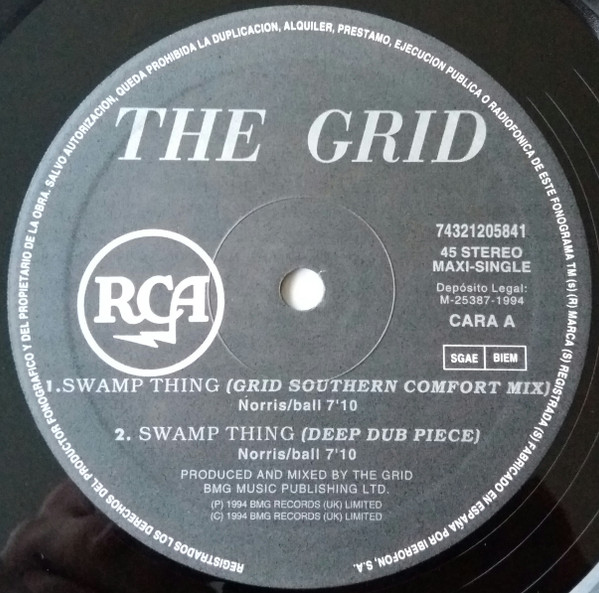 REGISTRADOS LOS DERECHOS DEL PRODUCTOR FONOGRAFICO Y DEL PROPIETARIO DE LA OBRA. SALVO AUTORIZACION, QUEDA PROHIBIDA LA DUPLICACION, ALQUILER, PRESTAMO, EJECUCION PUBLICA O RADIOFONICA DE ESTE FONOGRAMA TM (s) (R) MARCA (S) REGISTRADA (S) FABRICADO EN ESPAÑA POR IBEROFON, S.A.
THE GRID
74321205841
45 STEREO
MAXI-SINGLE
Depósito Legal:
M-25387-1994
CARA A
RCA
SGAE BIEM
1.SWAMP THING (GRID SOUTHERN COMFORT MIX)
Norris/ball 7'10
2. SWAMP THING (DEEP DUB PIECE)
Norris/ball 7'10
PRODUCED AND MIXED BY THE GRID
BMG MUSIC PUBLISHING LTD.
(P) 1994 BMG RECORDS (UK) LIMITED
(C) 1994 BMG RECORDS (UK) LIMITED